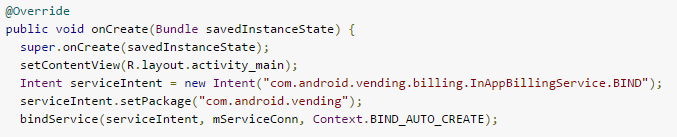 @Override
public void onCreate(Bundle savedInstanceState) {
  super.onCreate(savedInstanceState);
  setContentView(R.layout.activity_main);
  Intent serviceIntent = new Intent("com.android.vending.billing.InAppBillingService.BIND");
  serviceIntent.setPackage("com.android.vending");
  bindService(serviceIntent, mServiceConn, Context.BIND_AUTO_CREATE);